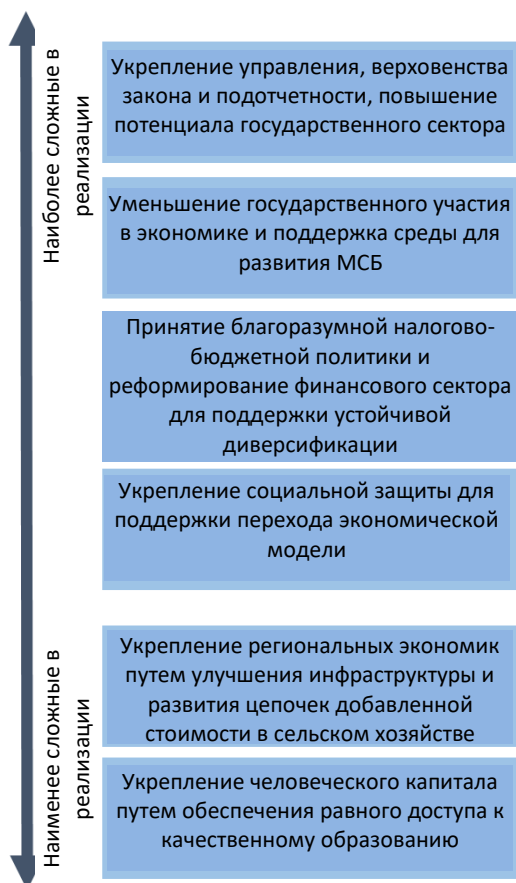 Наиболее сложные в
реализации
Укрепление управления, верховенства
закона и подотчетности, повышение
потенциала государственного сектора
Уменьшение государственного участия
в экономике и поддержка среды для
развития МСБ
Принятие благоразумной налогово-
бюджетной политики и
реформирование финансового сектора
для поддержки устойчивой
диверсификации
Укрепление социальной защиты для
поддержки перехода экономической
модели
Наименее сложные в
реализации
Укрепление региональных экономик
путем улучшения инфраструктуры и
развития цепочек добавленной
стоимости в сельском хозяйстве
Укрепление человеческого капитала
путем обеспечения равного доступа к
качественному образованию